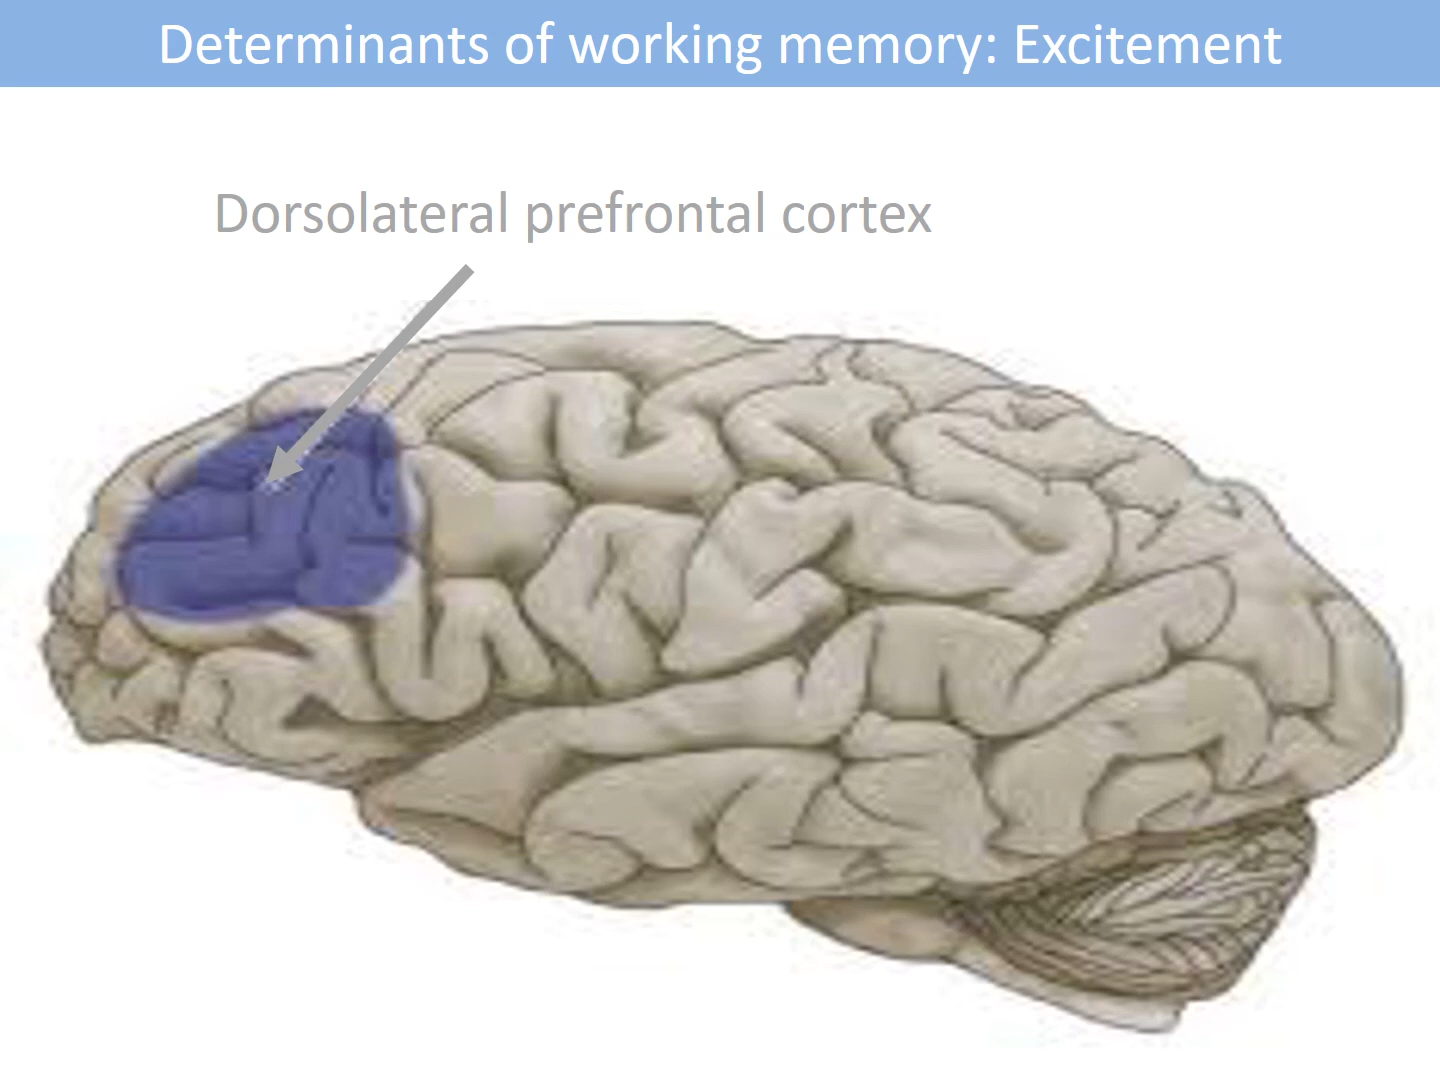 Determinants of working memory: Excitement
Dorsolateral prefrontal cortex